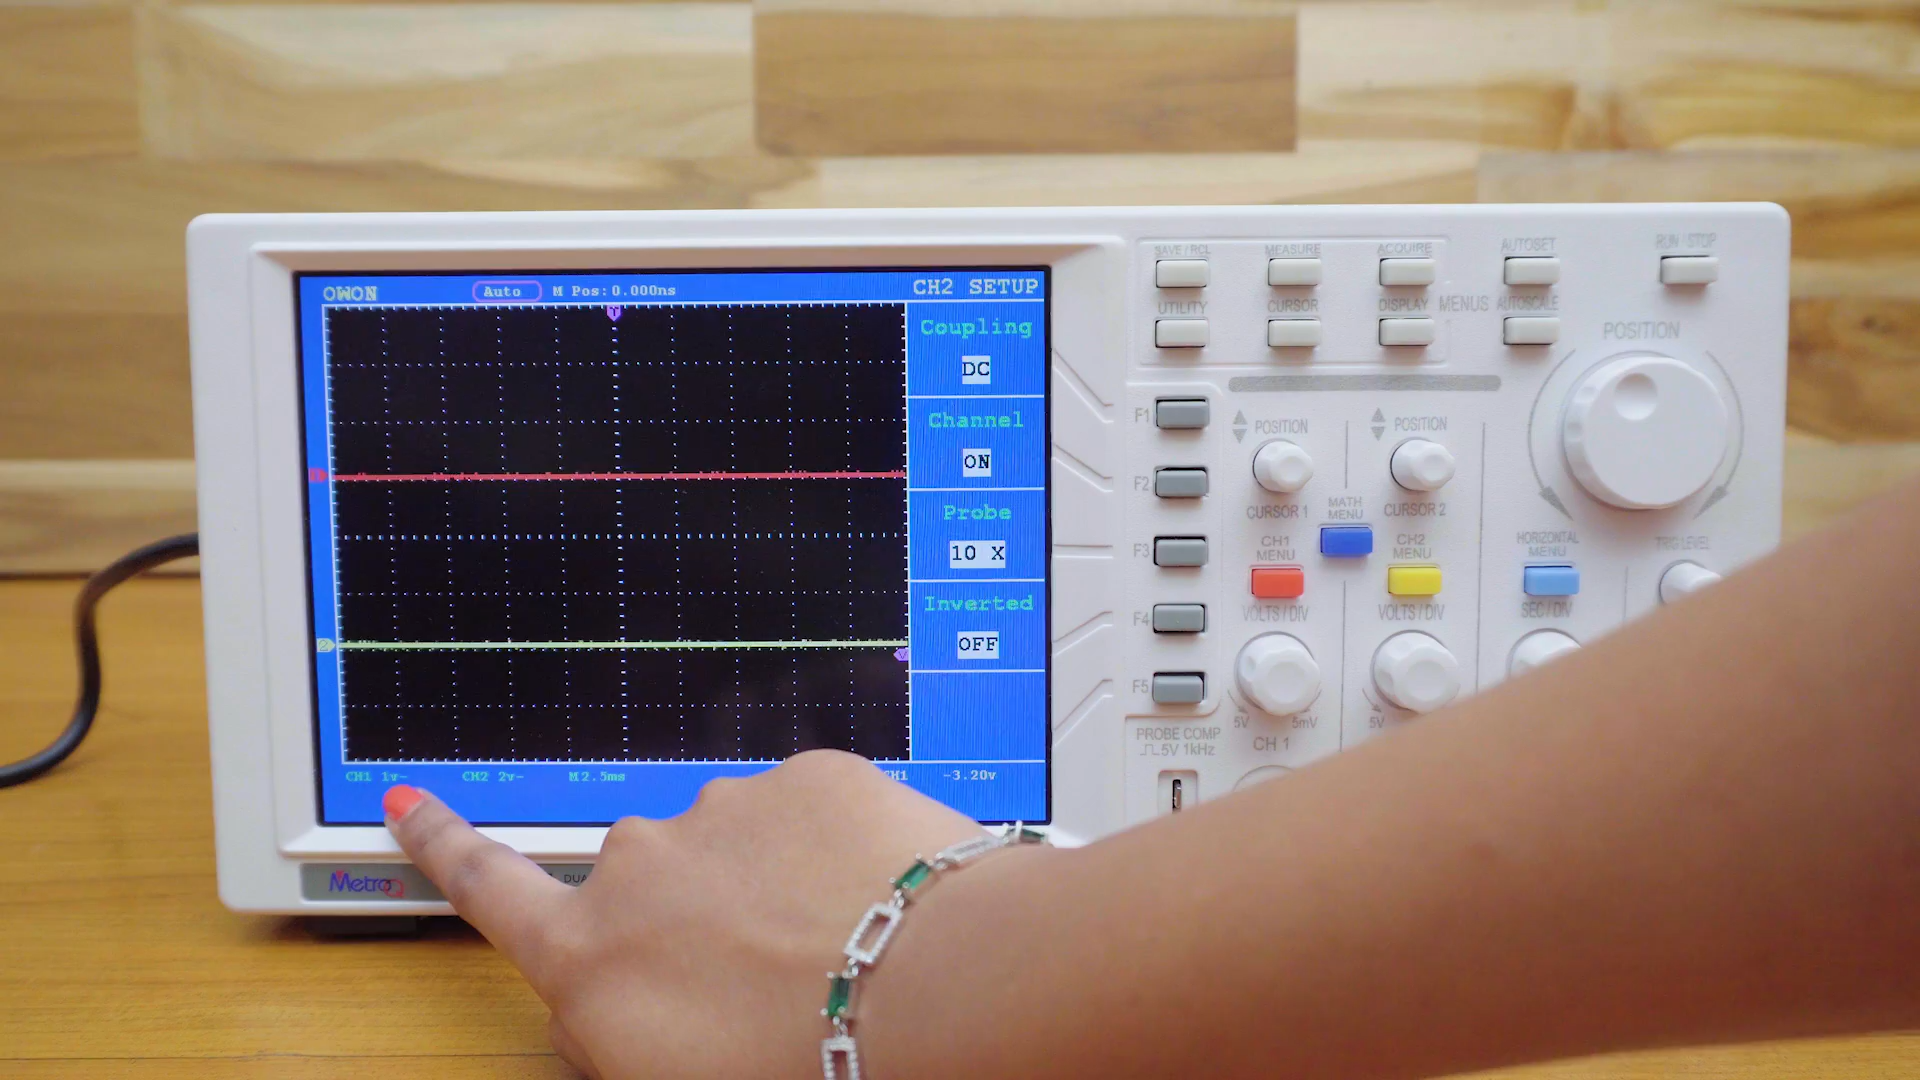 OWON Auto M Pos:0.000ns CH2 SETUP
T
Coupling
DC
Channel
ON
Probe
10 X
Inverted
OFF
2
CH1 1v~ CH2 2v~ M2.5ms CH1 -3.20v
MetroQ
SAVE / RCL MEASURE ACQUIRE AUTOSET RUN / STOP
UTILITY CURSOR DISPLAY MENUS AUTOSCALE
POSITION
F1
F2
F3
F4
F5
POSITION POSITION
CURSOR 1 CURSOR 2
MATH
MENU
CH1
MENU
CH2
MENU
HORIZONTAL
MENU
TRIG LEVEL
VOLTS / DIV VOLTS / DIV SEC / DIV
5V 5mV 5V
PROBE COMP
5V 1kHz
CH 1